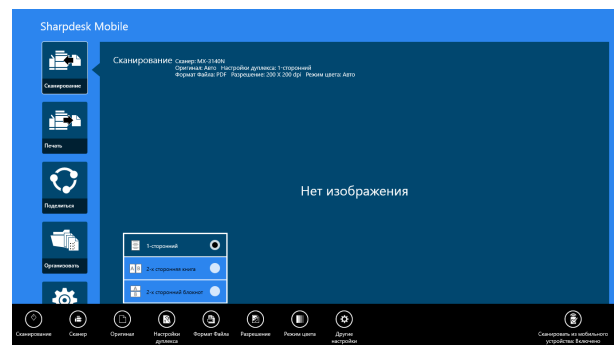 Sharpdesk Mobile
Сканирование
Сканер: MX-3140N
Оригинал: Авто Настройки дуплекса: 1-сторонний
Формат Файла: PDF Разрешение: 200 X 200 dpi Режим цвета: Авто
Сканирование
Печать
Поделиться
Организовать
Нет изображения
1-сторонний
2-х сторонняя книга
2-х сторонний блокнот
Сканирование
Сканер
Оригинал
Настройки
дуплекса
Формат Файла
Разрешение
Режим цвета
Другие
настройки
Сканировать из мобильного
устройства: Включено